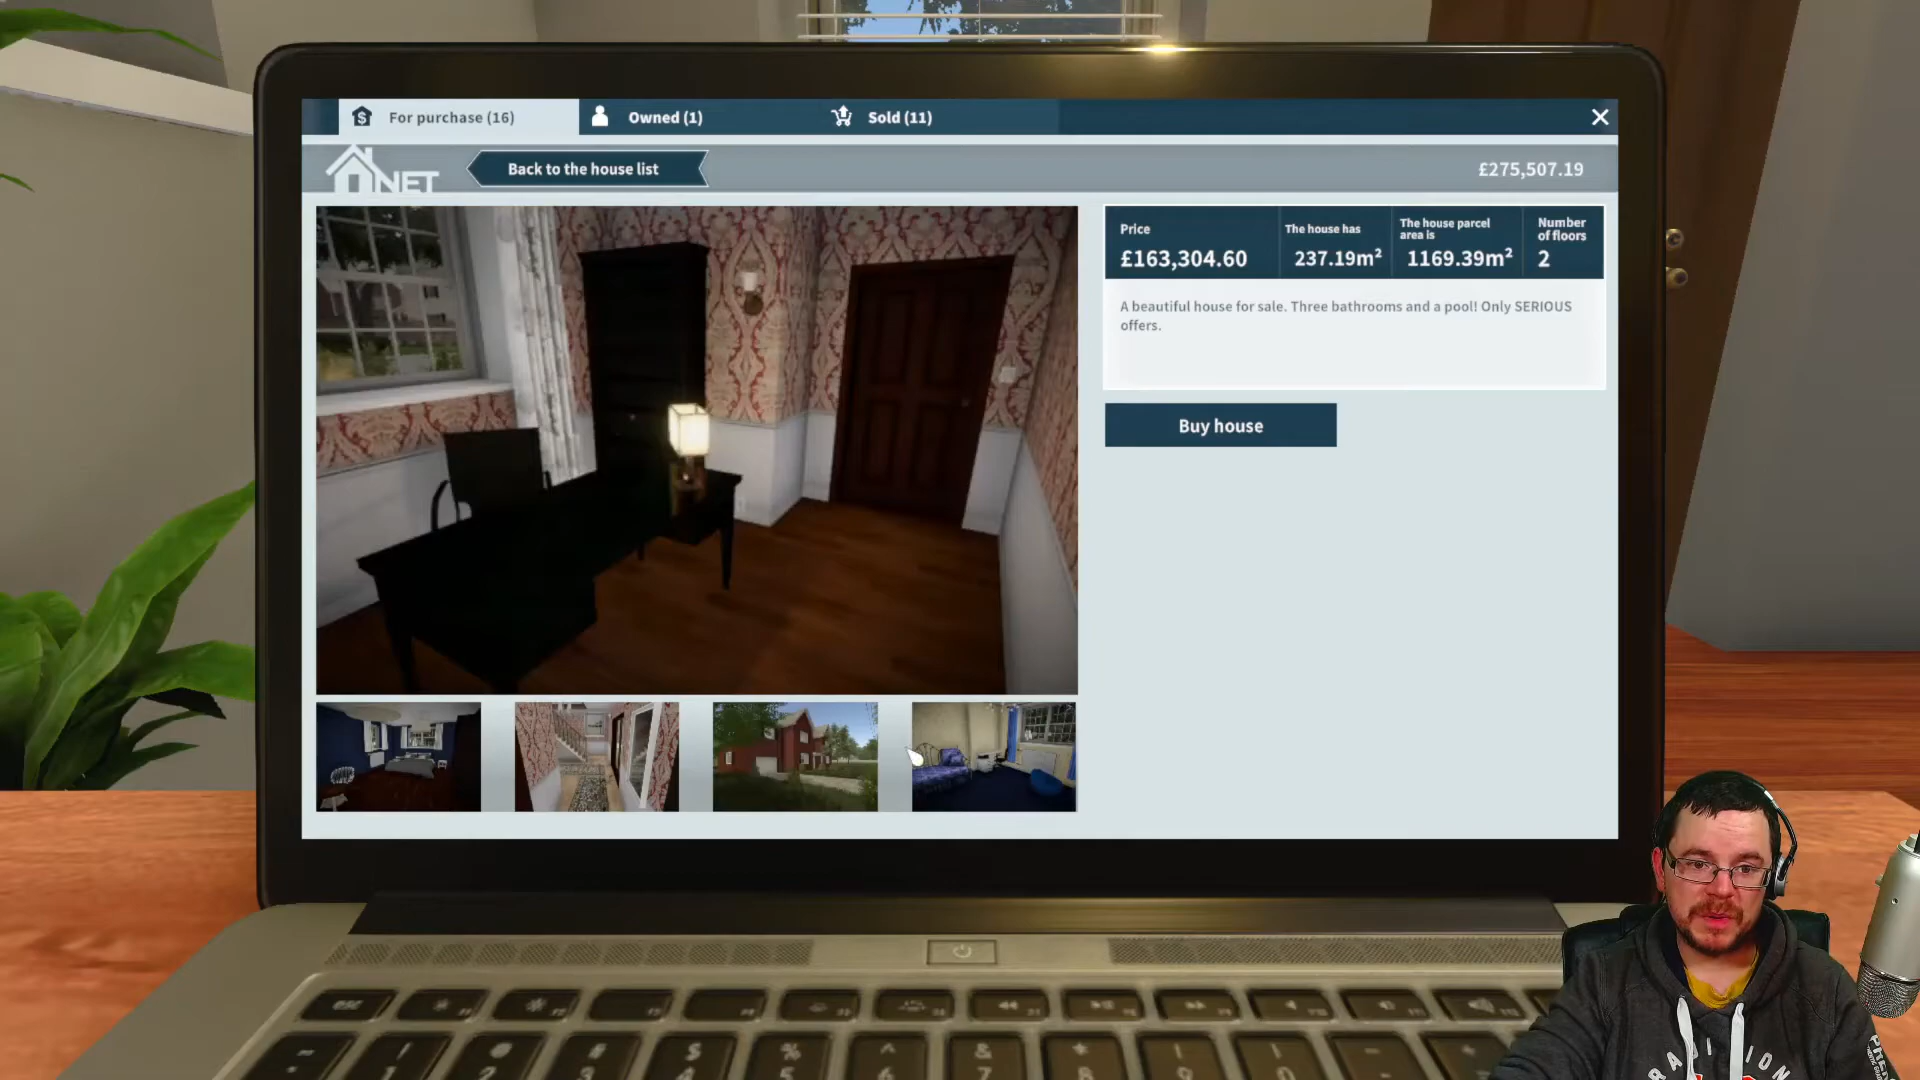 For purchase (16)
Owned (1)
Sold (11)
NET
Back to the house list
£275,507.19
Price
£163,304.60
The house has
237.19m²
The house parcel
area is
1169.39m²
Number
of floors
2
A beautiful house for sale. Three bathrooms and a pool! Only SERIOUS
offers.
Buy house
esc